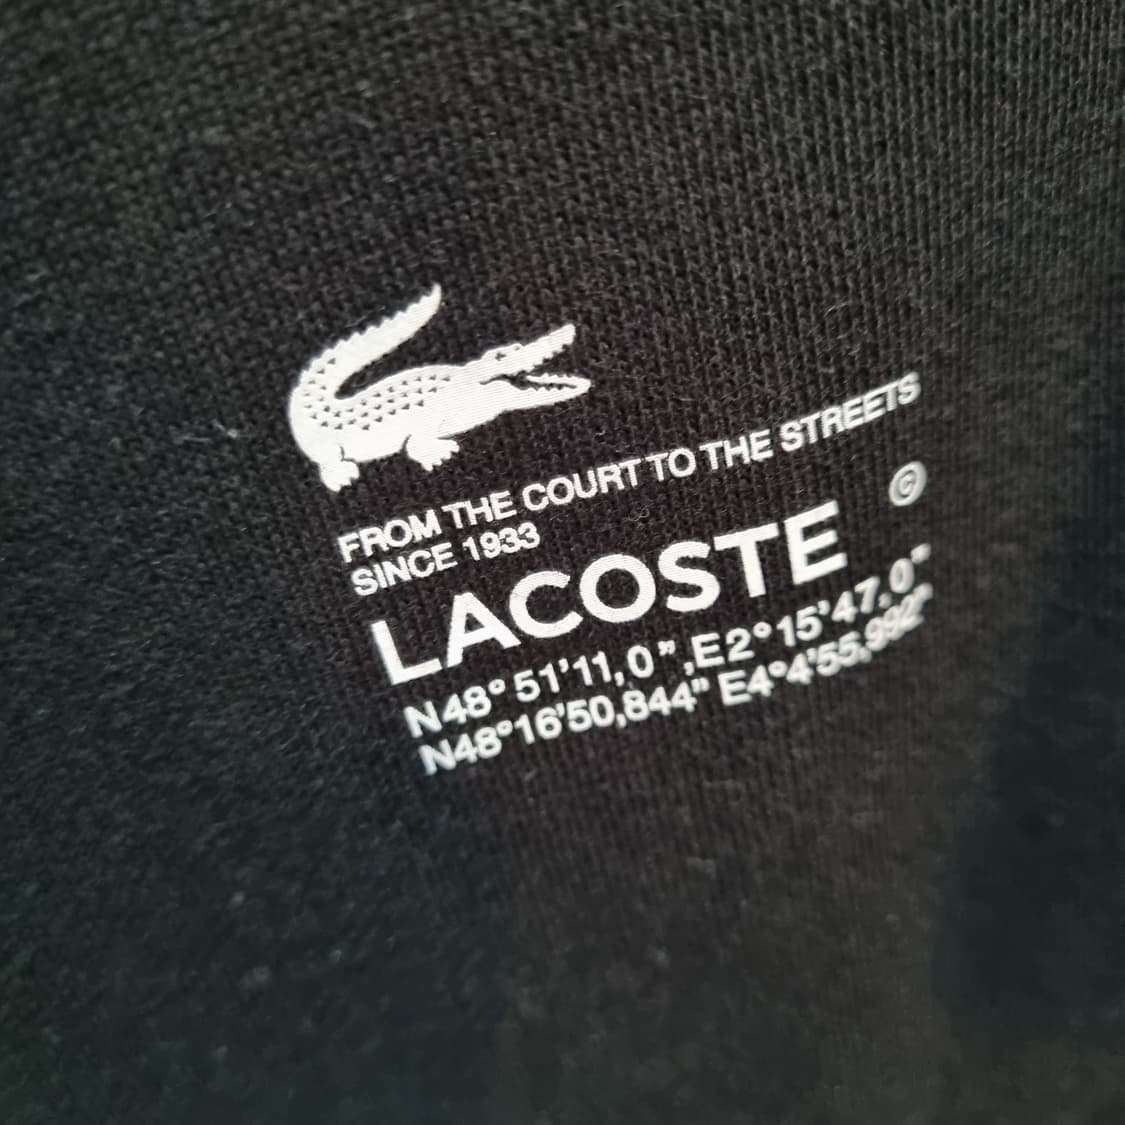 FROM THE COURT TO THE STREETS
SINCE 1933
LACOSTE ©
N48° 51'11,0",E2°15'47,0"
N48°16'50,844" E4°4'55,992"